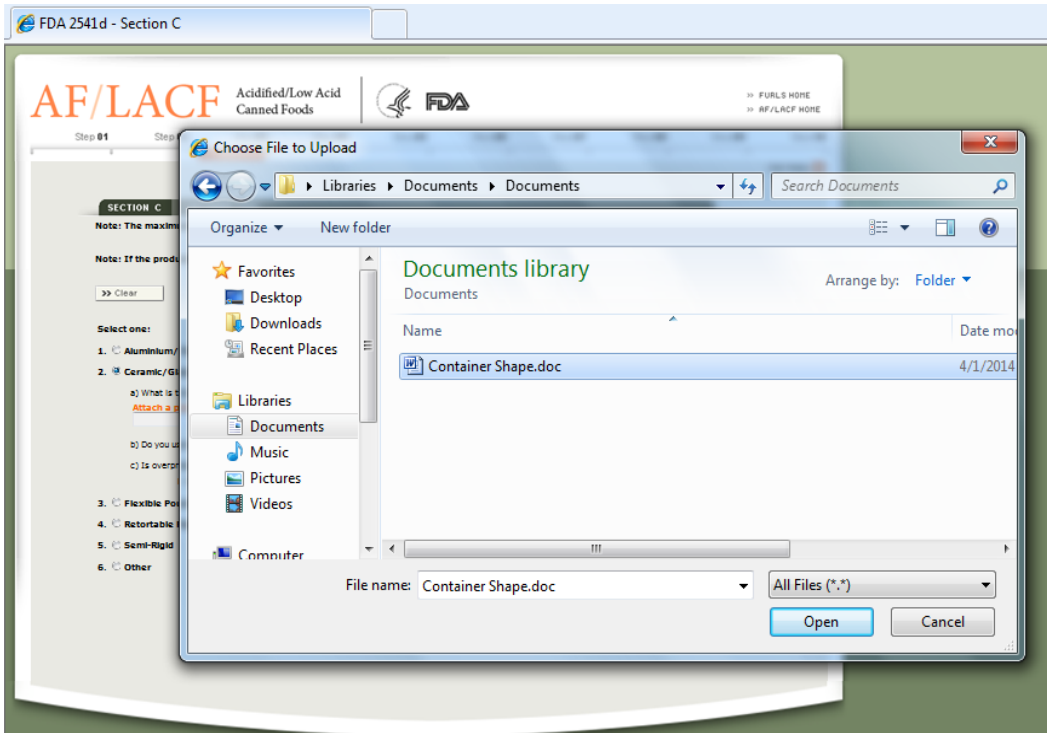 FDA 2541d - Section C
AF/LACF
Acidified/Low Acid
Canned Foods
FDA
>> FURLS HOME
>> AF/LACF HOME
Step 01
Step
Choose File to Upload
Libraries Documents Documents
Search Documents
SECTION C
Organize
New folder
Note: The maxim
Note: If the produ
>> Clear
Select one:
1. Aluminium/
2. Ceramic/Gl
a) What is t
Attach a p
b) Do you us
c) Is overpr
3. Flexible Po
4. Retortable
5. Semi-Rigid
6. Other
Favorites
Desktop
Downloads
Recent Places
Libraries
Documents
Music
Pictures
Videos
Computer
Documents library
Documents
Arrange by: Folder
Name
Date mo
Container Shape.doc
4/1/2014
File name: Container Shape.doc
All Files (*.*)
Open
Cancel